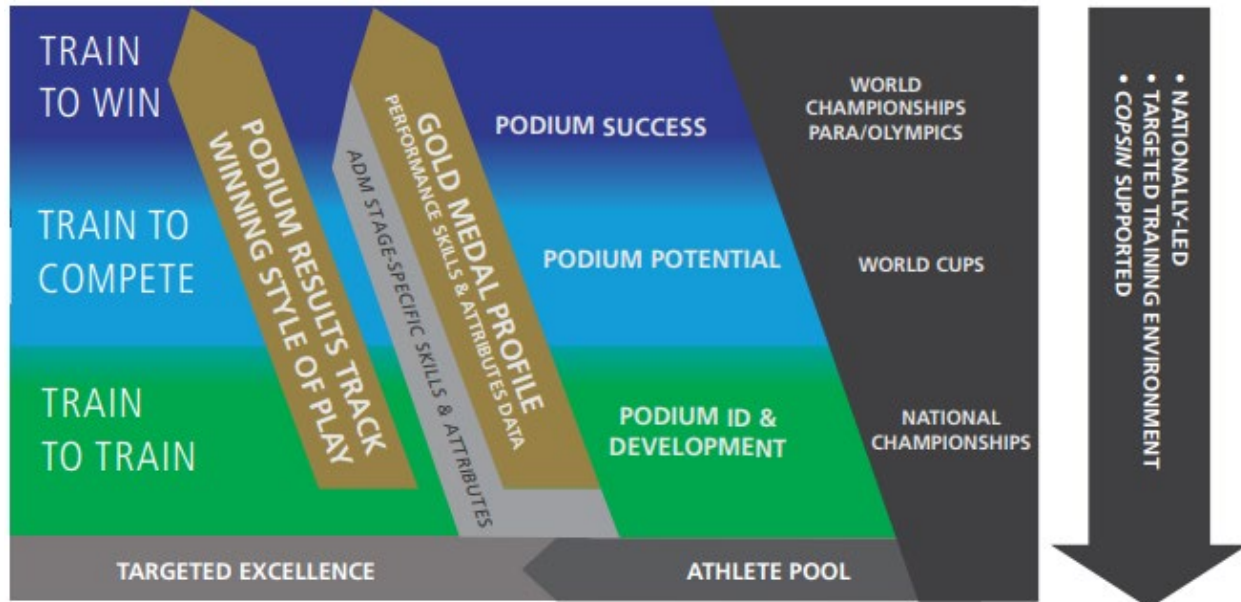 TRAIN
TO WIN
TRAIN TO
COMPETE
TRAIN
TO TRAIN
PODIUM RESULTS TRACK
WINNING STYLE OF PLAY
ADM STAGE-SPECIFIC SKILLS & ATTRIBUTES
GOLD MEDAL PROFILE
PERFORMANCE SKILLS & ATTRIBUTES DATA
PODIUM SUCCESS
PODIUM POTENTIAL
PODIUM ID &
DEVELOPMENT
WORLD
CHAMPIONSHIPS
PARA/OLYMPICS
WORLD CUPS
NATIONAL
CHAMPIONSHIPS
• NATIONALLY-LED
• TARGETED TRAINING ENVIRONMENT
• COPSIN SUPPORTED
TARGETED EXCELLENCE
ATHLETE POOL